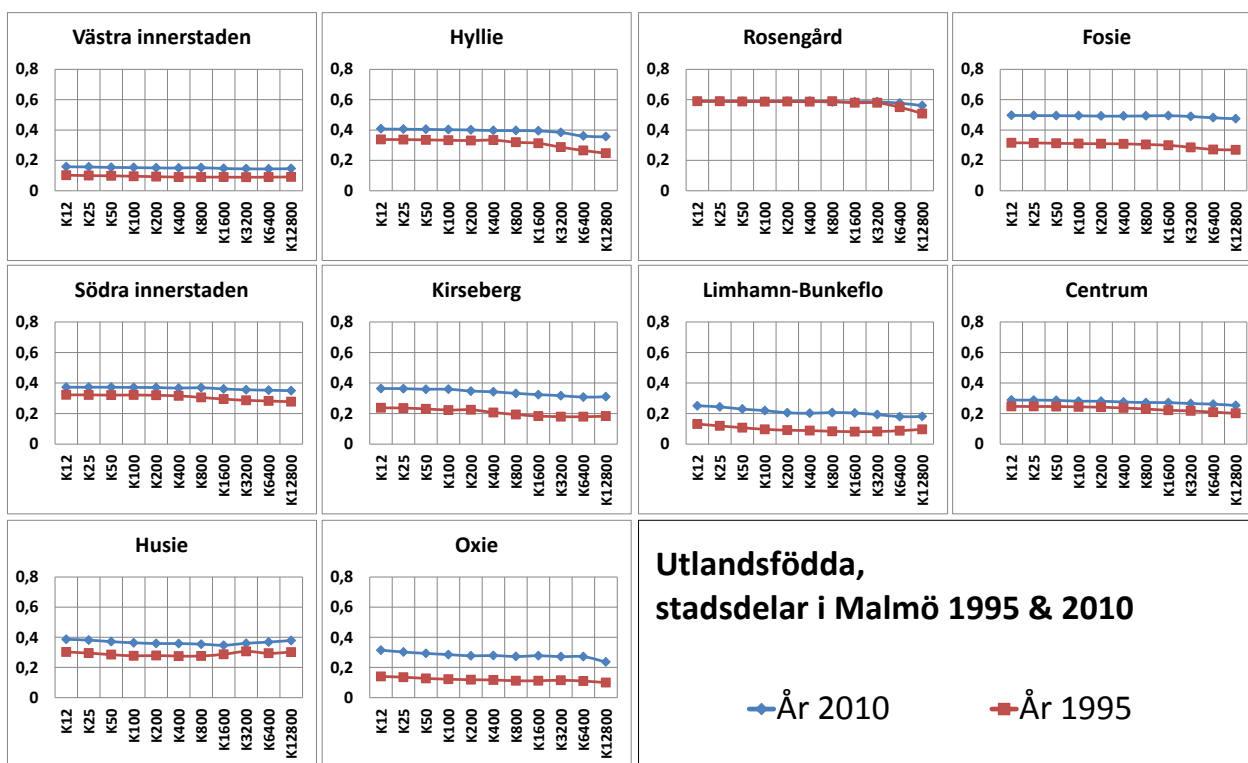 Västra innerstaden
0,8
0,6
0,4
0,2
0
K12 K25 K50 K100 K200 K400 K800 K1600 K3200 K6400 K12800
Hyllie
0,8
0,6
0,4
0,2
0
K12 K25 K50 K100 K200 K400 K800 K1600 K3200 K6400 K12800
Rosengård
0,8
0,6
0,4
0,2
0
K12 K25 K50 K100 K200 K400 K800 K1600 K3200 K6400 K12800
Fosie
0,8
0,6
0,4
0,2
0
K12 K25 K50 K100 K200 K400 K800 K1600 K3200 K6400 K12800
Södra innerstaden
0,8
0,6
0,4
0,2
0
K12 K25 K50 K100 K200 K400 K800 K1600 K3200 K6400 K12800
Kirseberg
0,8
0,6
0,4
0,2
0
K12 K25 K50 K100 K200 K400 K800 K1600 K3200 K6400 K12800
Limhamn-Bunkeflo
0,8
0,6
0,4
0,2
0
K12 K25 K50 K100 K200 K400 K800 K1600 K3200 K6400 K12800
Centrum
0,8
0,6
0,4
0,2
0
K12 K25 K50 K100 K200 K400 K800 K1600 K3200 K6400 K12800
Husie
0,8
0,6
0,4
0,2
0
K12 K25 K50 K100 K200 K400 K800 K1600 K3200 K6400 K12800
Oxie
0,8
0,6
0,4
0,2
0
K12 K25 K50 K100 K200 K400 K800 K1600 K3200 K6400 K12800
Utlandsfödda,
stadsdelar i Malmö 1995 & 2010
År 2010 År 1995